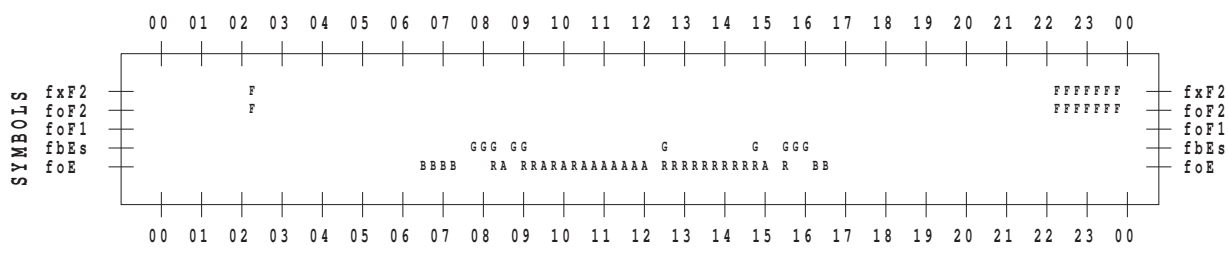 00 01 02 03 04 05 06 07 08 09 10 11 12 13 14 15 16 17 18 19 20 21 22 23 00
SYMBOLS
fxF2 F FFFFFFF fxF2
foF2 F FFFFFFF foF2
foF1 foF1
fbEs GGG GG G G GGG fbEs
foE BBBB RA RRARARAAAAAAA RRRRRRRRRRA R BB foE
00 01 02 03 04 05 06 07 08 09 10 11 12 13 14 15 16 17 18 19 20 21 22 23 00